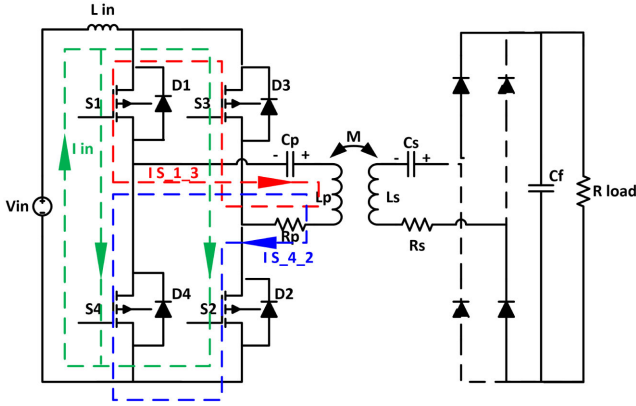 L in
D1
D3
S1
S3
I in
Cp
M
Cs
- +
- +
I S_1_3
Lp
Ls
Cf
R load
Vin
Rp
Rs
I S_4_2
D4
D2
S4
S2